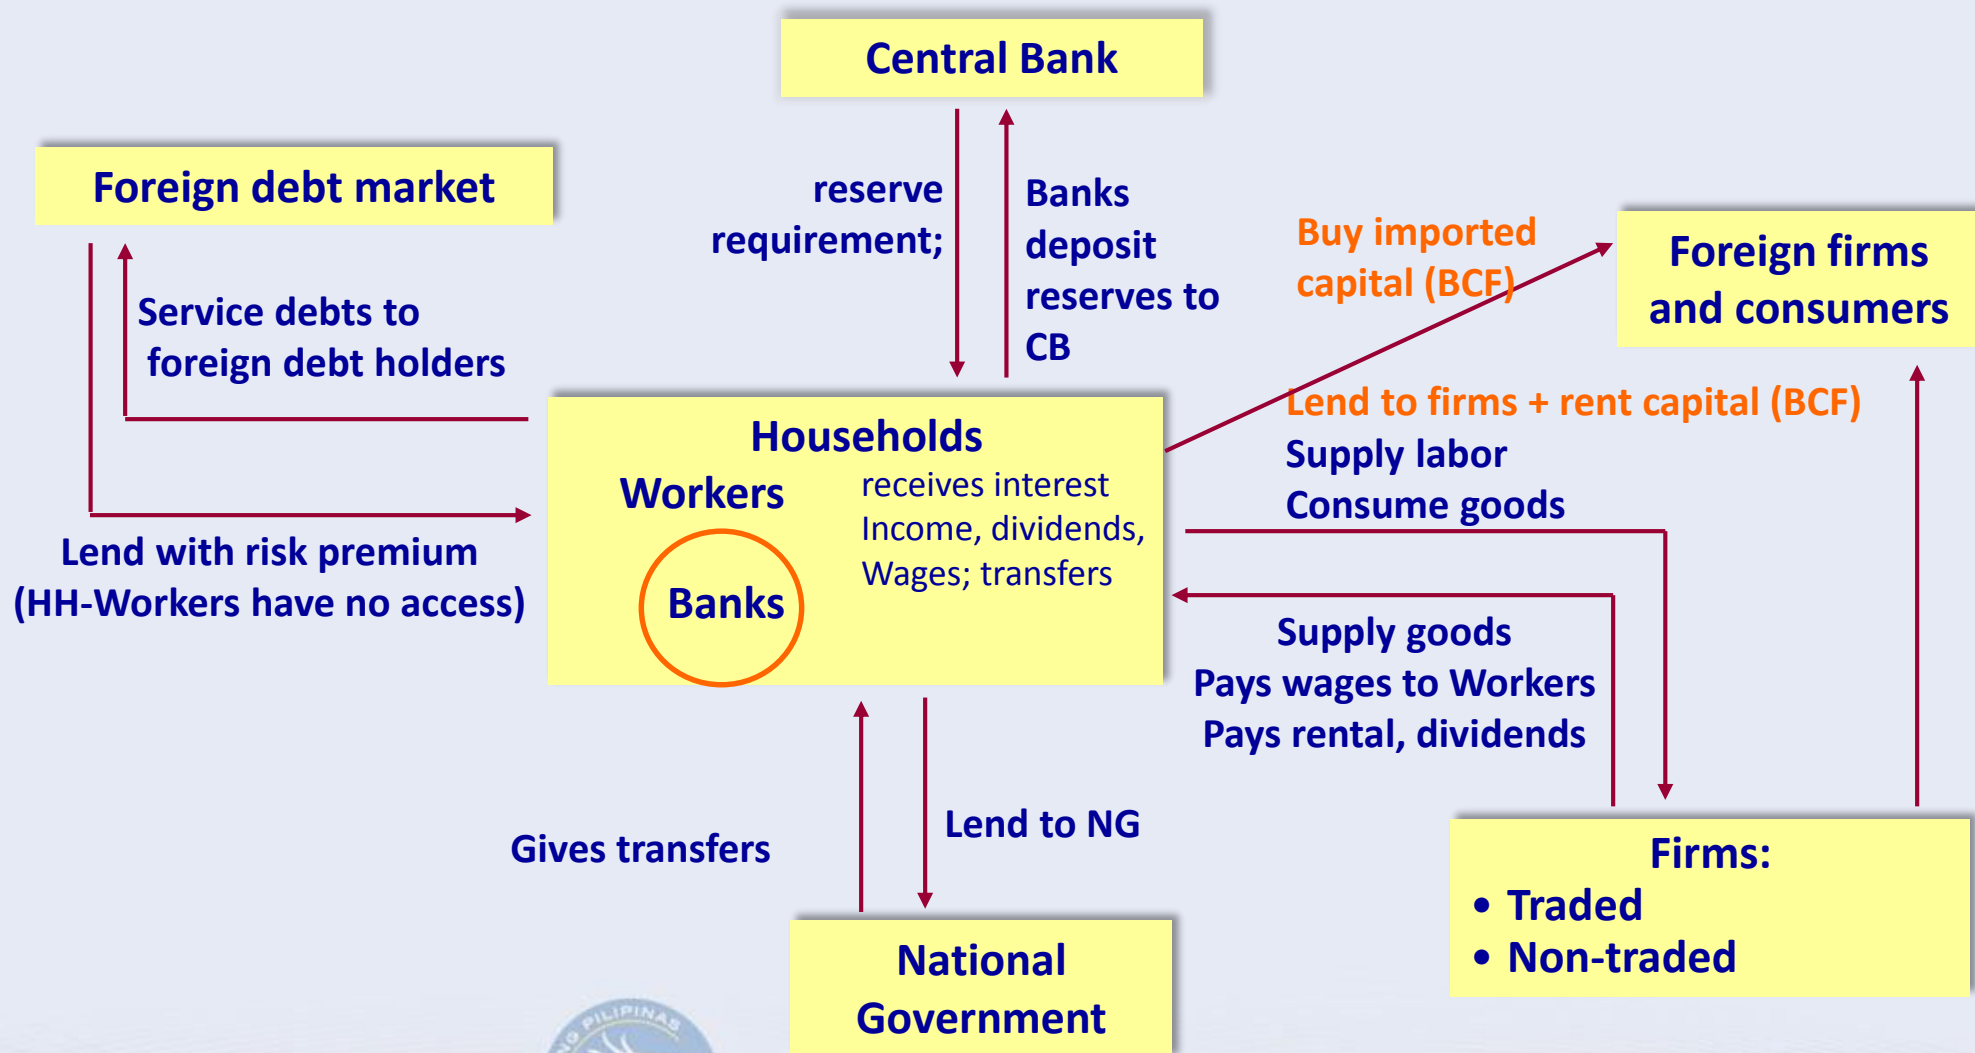 Central Bank
Foreign debt market
reserve
requirement;
Banks
deposit
reserves to
CB
Buy imported
capital (BCF)
Foreign firms
and consumers
Service debts to
foreign debt holders
Lend to firms + rent capital (BCF)
Supply labor
Consume goods
Households
Workers
Banks
receives interest
Income, dividends,
Wages; transfers
Lend with risk premium
(HH-Workers have no access)
Supply goods
Pays wages to Workers
Pays rental, dividends
Gives transfers
Lend to NG
Firms:
• Traded
• Non-traded
National
Government
NG PILIPINAS